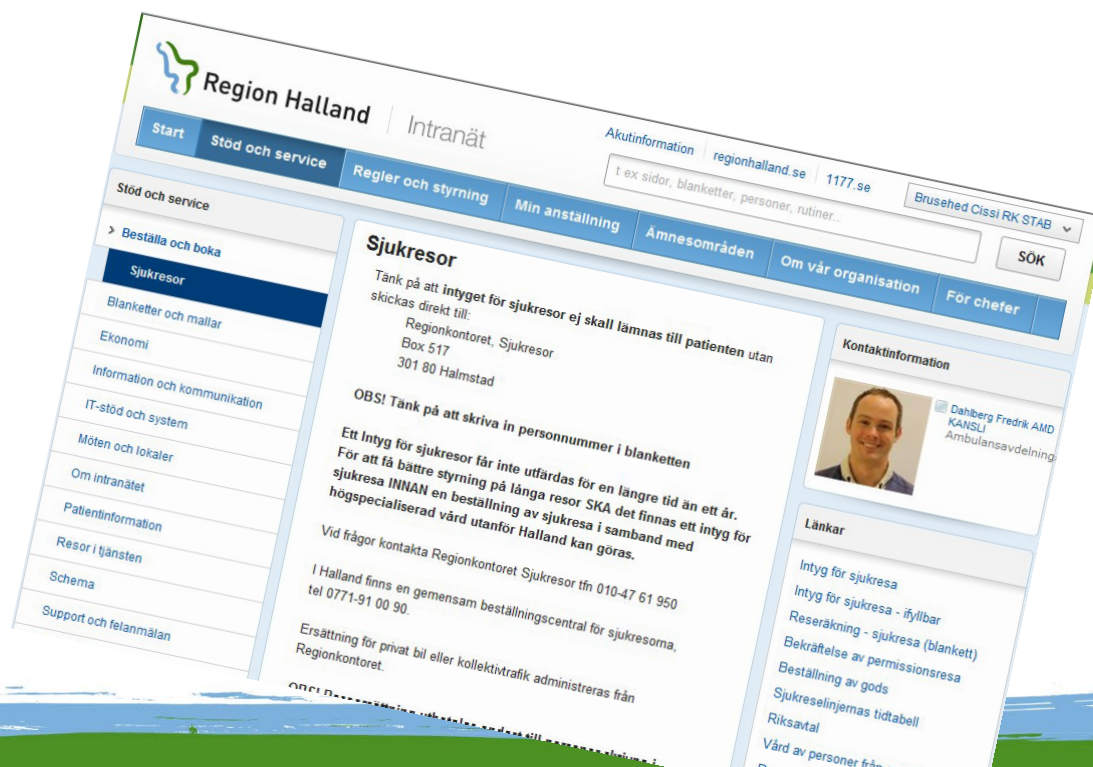 Region Halland
Intranät
Akutinformation
regionhalland.se
1177.se
Brusehed Cissi RK STAB
t ex sidor, blanketter, personer, rutiner..
SÖK
Start
Stöd och service
Regler och styrning
Min anställning
Ämnesområden
Om vår organisation
För chefer
Stöd och service
Beställa och boka
Sjukresor
Blanketter och mallar
Ekonomi
Information och kommunikation
IT-stöd och system
Möten och lokaler
Om intranätet
Patientinformation
Resor i tjänsten
Schema
Support och felanmälan
Sjukresor
Tänk på att intyget för sjukresor ej skall lämnas till patienten utan
skickas direkt till:
Regionkontoret, Sjukresor
Box 517
301 80 Halmstad
OBS! Tänk på att skriva in personnummer i blanketten
Ett Intyg för sjukresor får inte utfärdas för en längre tid än ett år.
För att få bättre styrning på långa resor SKA det finnas ett intyg för
sjukresa INNAN en beställning av sjukresa i samband med
högspecialiserad vård utanför Halland kan göras.
Vid frågor kontakta Regionkontoret Sjukresor tfn 010-47 61 950
I Halland finns en gemensam beställningscentral för sjukresorna,
tel 0771-91 00 90.
Ersättning för privat bil eller kollektivtrafik administreras från
Regionkontoret.
Kontaktinformation
Dahlberg Fredrik AMD
KANSLI
Ambulansavdelning
Länkar
Intyg för sjukresa
Intyg för sjukresa - ifyllbar
Reseräkning - sjukresa (blankett)
Bekräftelse av permissionsresa
Beställning av gods
Sjukreselinjernas tidtabell
Riksavtal
Vård av personer från